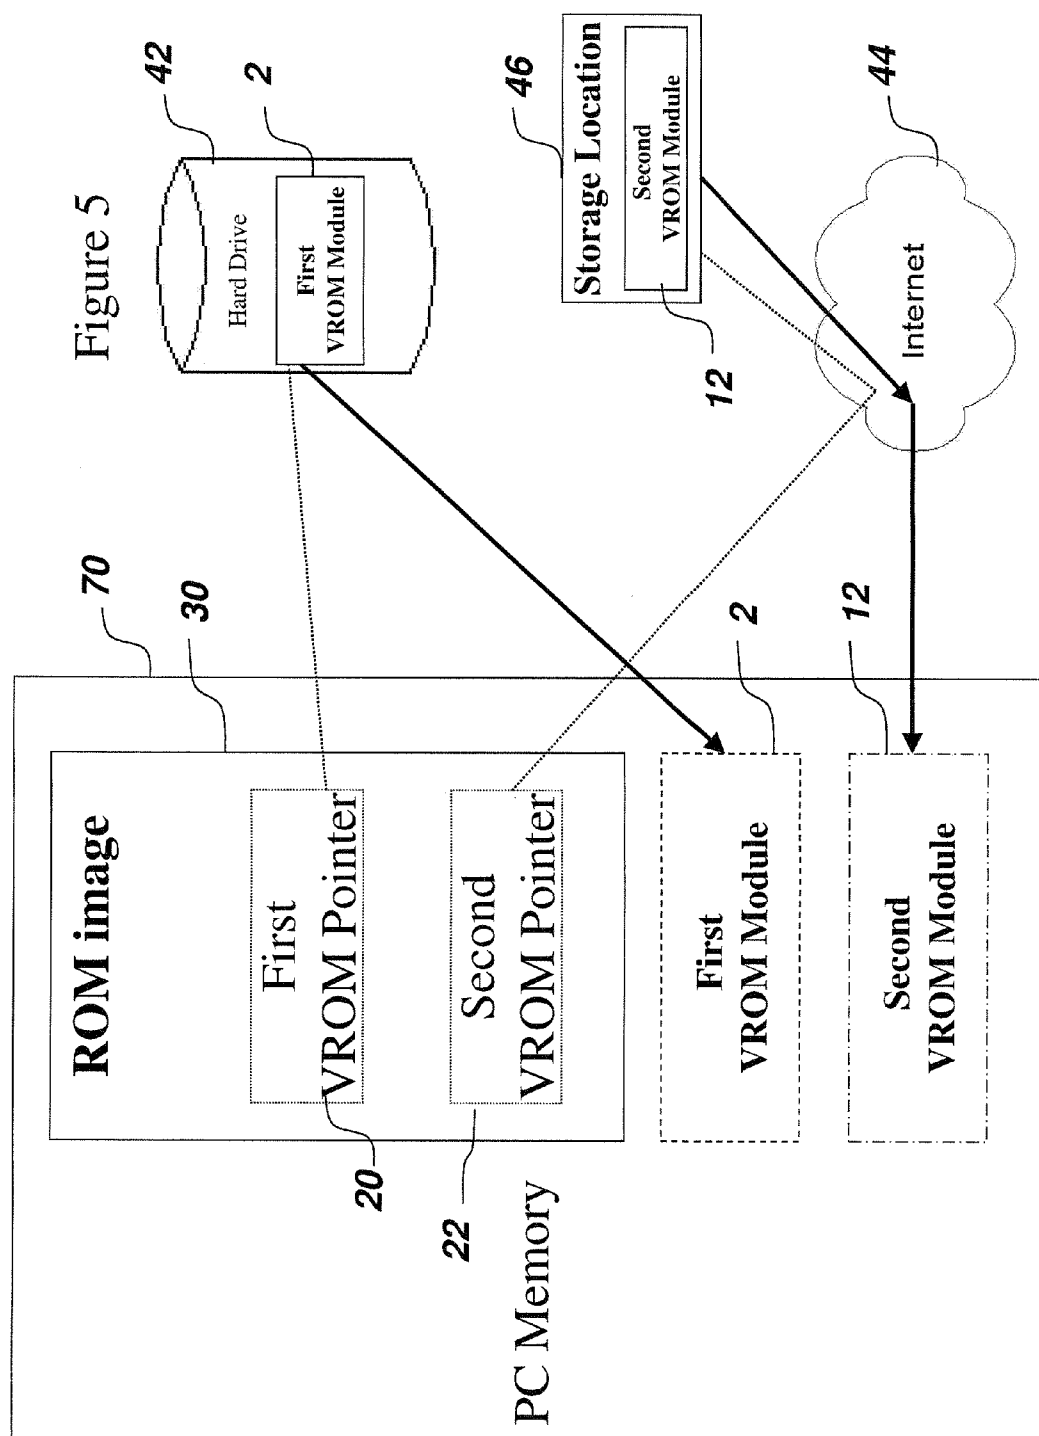 Figure 5
42
2
Hard Drive
First
VROM Module
46
Storage Location
Second
VROM Module
12
44
Internet
70
30
ROM image
First
VROM Pointer
20
Second
VROM Pointer
22
2
First
VROM Module
12
Second
VROM Module
PC Memory